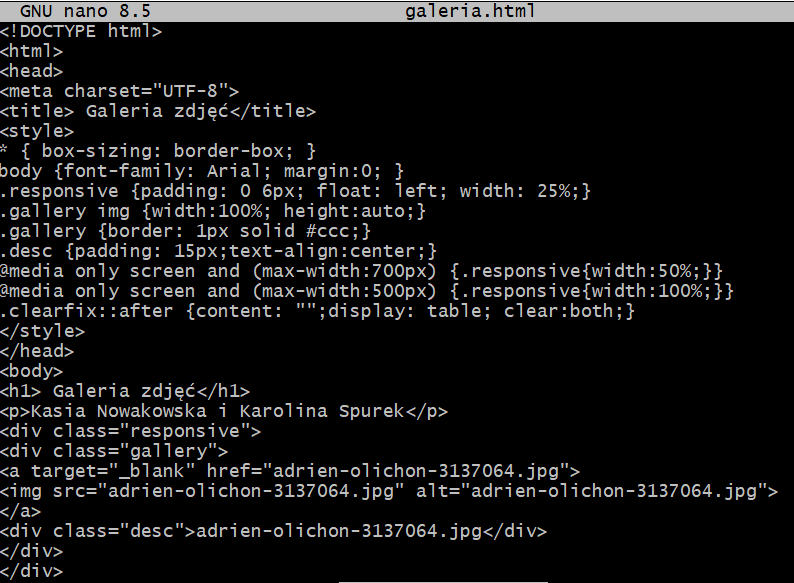 GNU nano 8.5 galeria.html
<!DOCTYPE html>
<html>
<head>
<meta charset="UTF-8">
<title> Galeria zdjęć</title>
<style>
* { box-sizing: border-box; }
body {font-family: Arial; margin:0; }
.responsive {padding: 0 6px; float: left; width: 25%;}
.gallery img {width:100%; height:auto;}
.gallery {border: 1px solid #ccc;}
.desc {padding: 15px;text-align:center;}
@media only screen and (max-width:700px) {.responsive{width:50%;}}
@media only screen and (max-width:500px) {.responsive{width:100%;}}
.clearfix::after {content: "";display: table; clear:both;}
</style>
</head>
<body>
<h1> Galeria zdjęć</h1>
<p>Kasia Nowakowska i Karolina Spurek</p>
<div class="responsive">
<div class="gallery">
<a target="_blank" href="adrien-olichon-3137064.jpg">
<img src="adrien-olichon-3137064.jpg" alt="adrien-olichon-3137064.jpg">
</a>
<div class="desc">adrien-olichon-3137064.jpg</div>
</div>
</div>